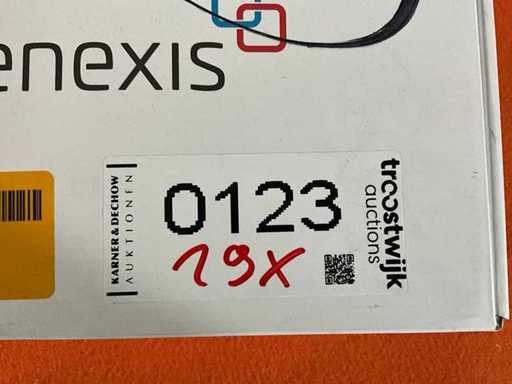 enexis
KARNER & DECHOW
AUKTIONEN
0123
19x
troostwijk
auctions